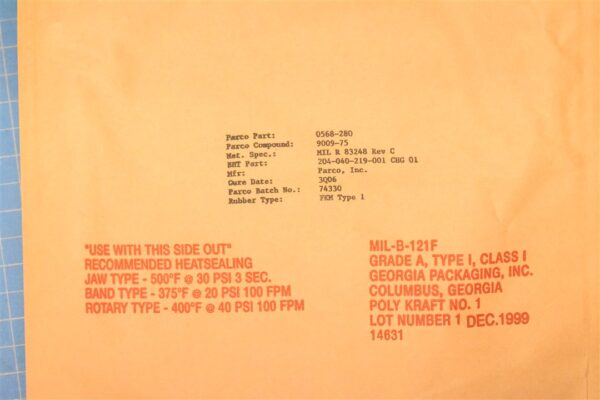 Parco Part: 0568-280
Parco Compound: 9009-75
Mat. Spec.: MIL R 83248 Rev C
BHT Part: 204-040-219-001 CHG 01
Mfr: Parco, Inc.
Cure Date: 3Q06
Parco Batch No.: 74330
Rubber Type: FKM Type 1
"USE WITH THIS SIDE OUT"
RECOMMENDED HEATSEALING
JAW TYPE - 500°F @ 30 PSI 3 SEC.
BAND TYPE - 375°F @ 20 PSI 100 FPM
ROTARY TYPE - 400°F @ 40 PSI 100 FPM
MIL-B-121F
GRADE A, TYPE I, CLASS I
GEORGIA PACKAGING, INC.
COLUMBUS, GEORGIA
POLY KRAFT NO. 1
LOT NUMBER 1 DEC.1999
14631